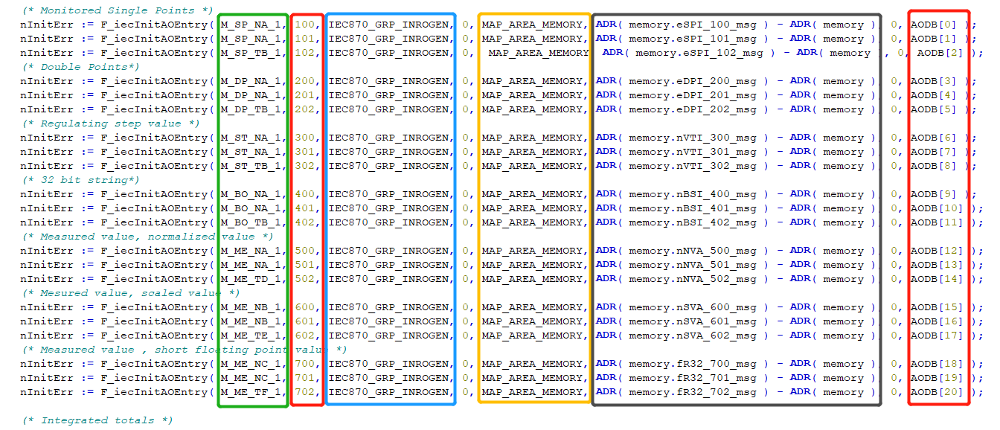 (* Monitored Single Points *)
nInitErr := F_iecInitAOEntry( M_SP_NA_1, 100, IEC870_GRP_INROGEN, 0, MAP_AREA_MEMORY, ADR( memory.eSPI_100_msg ) - ADR( memory ), 0, AODB[0] );
nInitErr := F_iecInitAOEntry( M_SP_NA_1, 101, IEC870_GRP_INROGEN, 0, MAP_AREA_MEMORY, ADR( memory.eSPI_101_msg ) - ADR( memory ), 0, AODB[1] );
nInitErr := F_iecInitAOEntry( M_SP_TB_1, 102, IEC870_GRP_INROGEN, 0, MAP_AREA_MEMORY ADR( memory.eSPI_102_msg ) - ADR( memory ), 0, AODB[2] );
(* Double Points*)
nInitErr := F_iecInitAOEntry( M_DP_NA_1, 200, IEC870_GRP_INROGEN, 0, MAP_AREA_MEMORY, ADR( memory.eDPI_200_msg ) - ADR( memory ), 0, AODB[3] );
nInitErr := F_iecInitAOEntry( M_DP_NA_1, 201, IEC870_GRP_INROGEN, 0, MAP_AREA_MEMORY, ADR( memory.eDPI_201_msg ) - ADR( memory ), 0, AODB[4] );
nInitErr := F_iecInitAOEntry( M_DP_TB_1, 202, IEC870_GRP_INROGEN, 0, MAP_AREA_MEMORY, ADR( memory.eDPI_202_msg ) - ADR( memory ), 0, AODB[5] );
(* Regulating step value *)
nInitErr := F_iecInitAOEntry( M_ST_NA_1, 300, IEC870_GRP_INROGEN, 0, MAP_AREA_MEMORY, ADR( memory.nVTI_300_msg ) - ADR( memory ), 0, AODB[6] );
nInitErr := F_iecInitAOEntry( M_ST_NA_1, 301, IEC870_GRP_INROGEN, 0, MAP_AREA_MEMORY, ADR( memory.nVTI_301_msg ) - ADR( memory ), 0, AODB[7] );
nInitErr := F_iecInitAOEntry( M_ST_TB_1, 302, IEC870_GRP_INROGEN, 0, MAP_AREA_MEMORY, ADR( memory.nVTI_302_msg ) - ADR( memory ), 0, AODB[8] );
(* 32 bit string*)
nInitErr := F_iecInitAOEntry( M_BO_NA_1, 400, IEC870_GRP_INROGEN, 0, MAP_AREA_MEMORY, ADR( memory.nBSI_400_msg ) - ADR( memory ), 0, AODB[9] );
nInitErr := F_iecInitAOEntry( M_BO_NA_1, 401, IEC870_GRP_INROGEN, 0, MAP_AREA_MEMORY, ADR( memory.nBSI_401_msg ) - ADR( memory ), 0, AODB[10] );
nInitErr := F_iecInitAOEntry( M_BO_TB_1, 402, IEC870_GRP_INROGEN, 0, MAP_AREA_MEMORY, ADR( memory.nBSI_402_msg ) - ADR( memory ), 0, AODB[11] );
(* Measured value, normalized value *)
nInitErr := F_iecInitAOEntry( M_ME_NA_1, 500, IEC870_GRP_INROGEN, 0, MAP_AREA_MEMORY, ADR( memory.nNVA_500_msg ) - ADR( memory ), 0, AODB[12] );
nInitErr := F_iecInitAOEntry( M_ME_NA_1, 501, IEC870_GRP_INROGEN, 0, MAP_AREA_MEMORY, ADR( memory.nNVA_501_msg ) - ADR( memory ), 0, AODB[13] );
nInitErr := F_iecInitAOEntry( M_ME_TD_1, 502, IEC870_GRP_INROGEN, 0, MAP_AREA_MEMORY, ADR( memory.nNVA_502_msg ) - ADR( memory ), 0, AODB[14] );
(* Mesured value, scaled value *)
nInitErr := F_iecInitAOEntry( M_ME_NB_1, 600, IEC870_GRP_INROGEN, 0, MAP_AREA_MEMORY, ADR( memory.nSVA_600_msg ) - ADR( memory ), 0, AODB[15] );
nInitErr := F_iecInitAOEntry( M_ME_NB_1, 601, IEC870_GRP_INROGEN, 0, MAP_AREA_MEMORY, ADR( memory.nSVA_601_msg ) - ADR( memory ), 0, AODB[16] );
nInitErr := F_iecInitAOEntry( M_ME_TE_1, 602, IEC870_GRP_INROGEN, 0, MAP_AREA_MEMORY, ADR( memory.nSVA_602_msg ) - ADR( memory ), 0, AODB[17] );
(* Measured value , short floating point value *)
nInitErr := F_iecInitAOEntry( M_ME_NC_1, 700, IEC870_GRP_INROGEN, 0, MAP_AREA_MEMORY, ADR( memory.fR32_700_msg ) - ADR( memory ), 0, AODB[18] );
nInitErr := F_iecInitAOEntry( M_ME_NC_1, 701, IEC870_GRP_INROGEN, 0, MAP_AREA_MEMORY, ADR( memory.fR32_701_msg ) - ADR( memory ), 0, AODB[19] );
nInitErr := F_iecInitAOEntry( M_ME_TF_1, 702, IEC870_GRP_INROGEN, 0, MAP_AREA_MEMORY, ADR( memory.fR32_702_msg ) - ADR( memory ), 0, AODB[20] );
(* Integrated totals *)